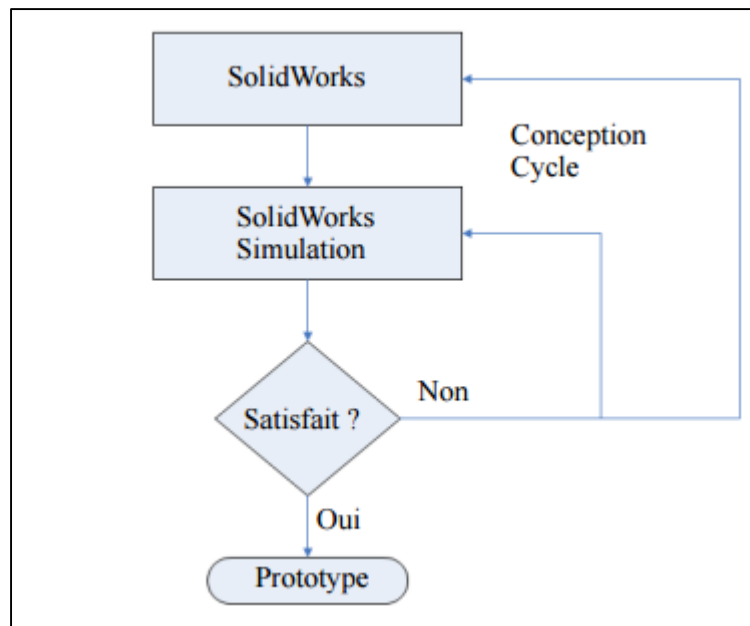 SolidWorks
Conception
Cycle
SolidWorks
Simulation
Non
Satisfait ?
Oui
Prototype